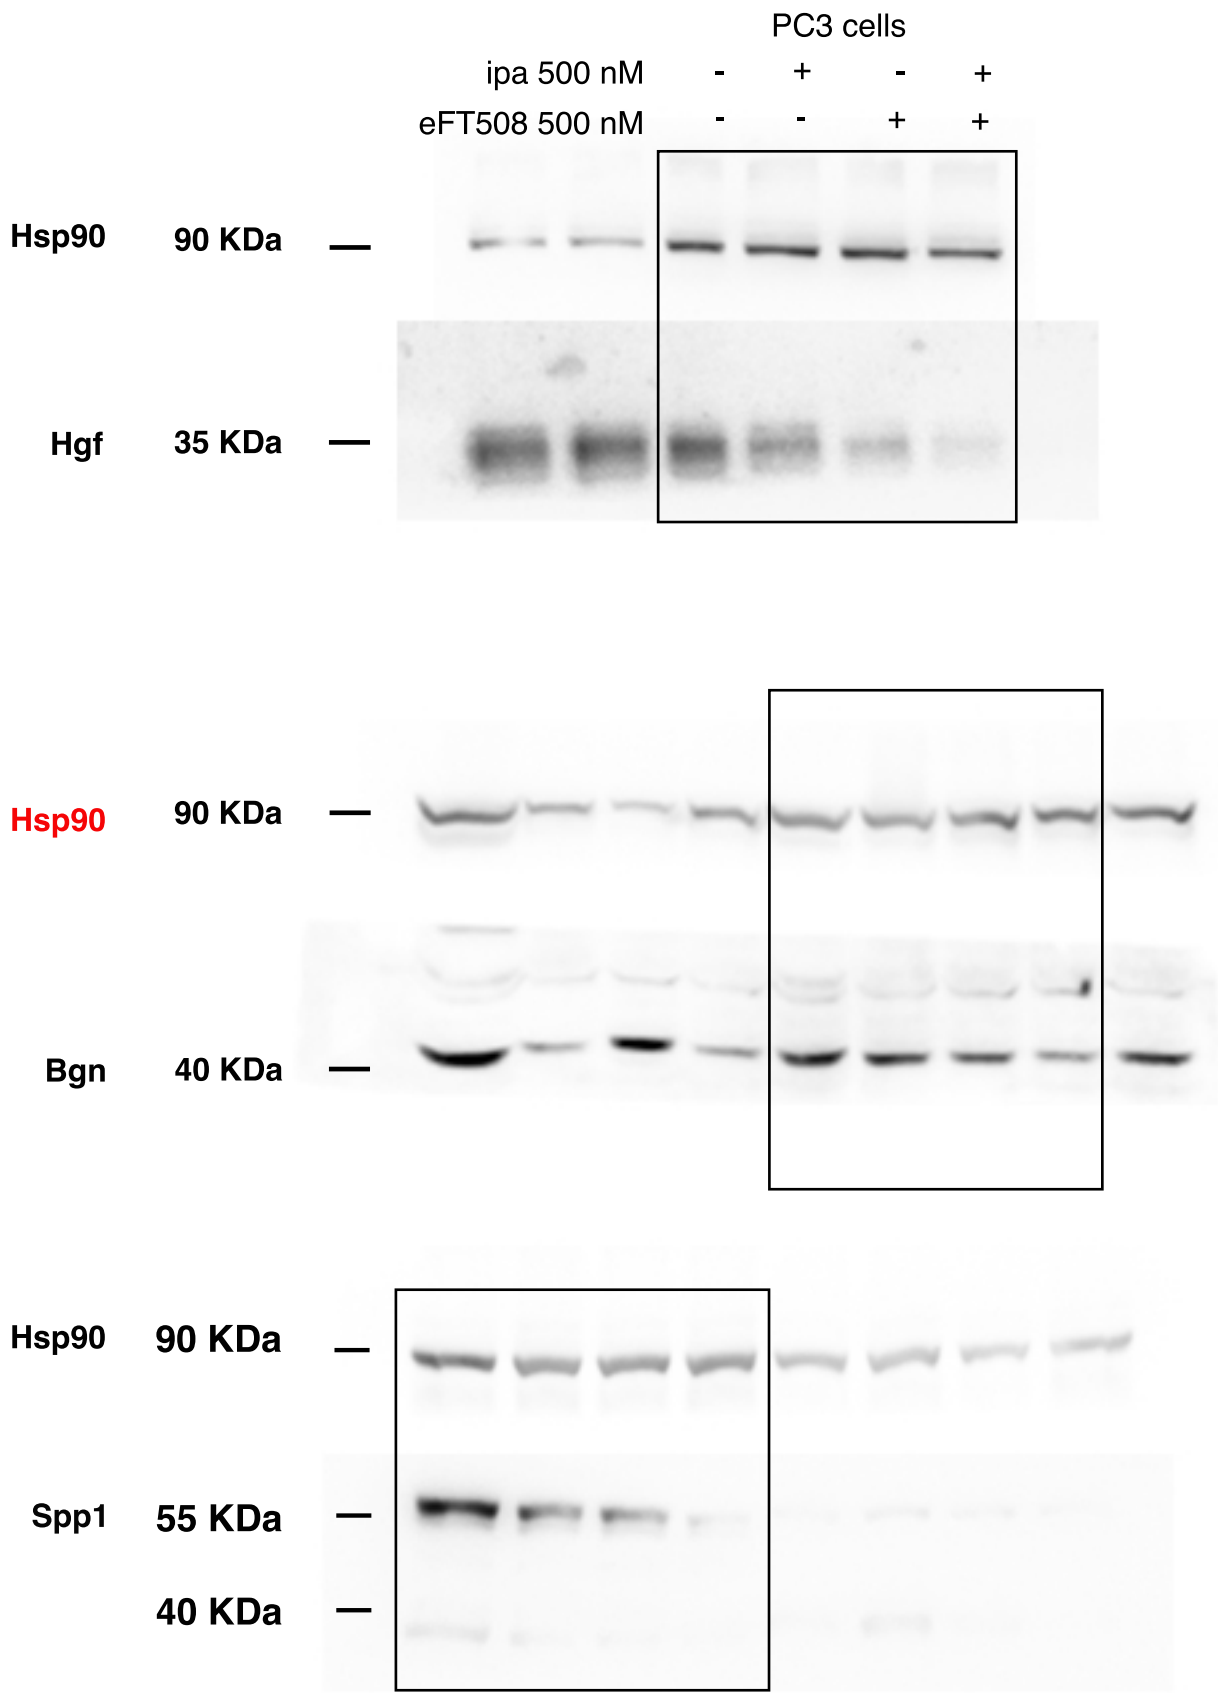 PC3 cells
ipa 500 nM - + - +
eFT508 500 nM - - + +
Hsp90 90 KDa
Hgf 35 KDa
Hsp90 90 KDa
Bgn 40 KDa
Hsp90 90 KDa
Spp1 55 KDa
40 KDa